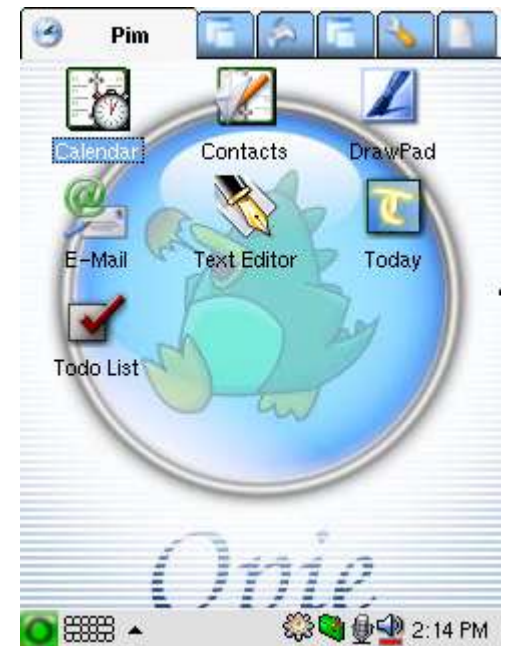 Pim
Calendar Contacts DrawPad
E-Mail Text Editor Today
Todo List
Opie
2:14 PM